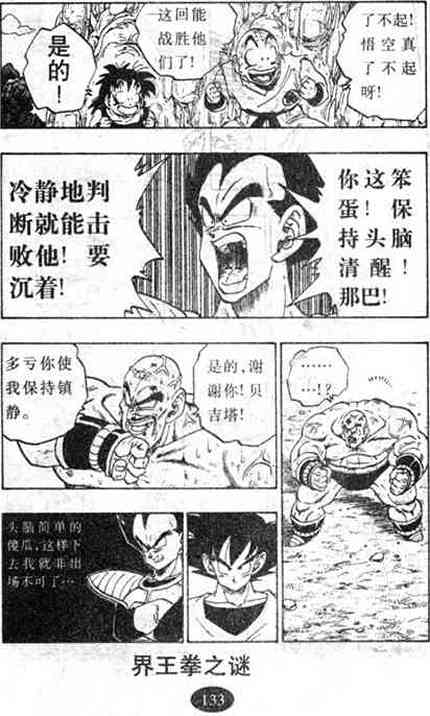 了不起!
悟空真
了不起
呀!
这回能
战胜他
们了!
是的!
你这笨
蛋! 保
持头脑
清醒!
那巴!
冷静地判
断就能击
败他! 要
沉着!
……
……!?
是的,谢
谢你!贝
吉塔!
多亏你使
我保持镇
静。
头脑简单的
傻瓜,这样下
去我就非出
场不可了…
界王拳之谜
133